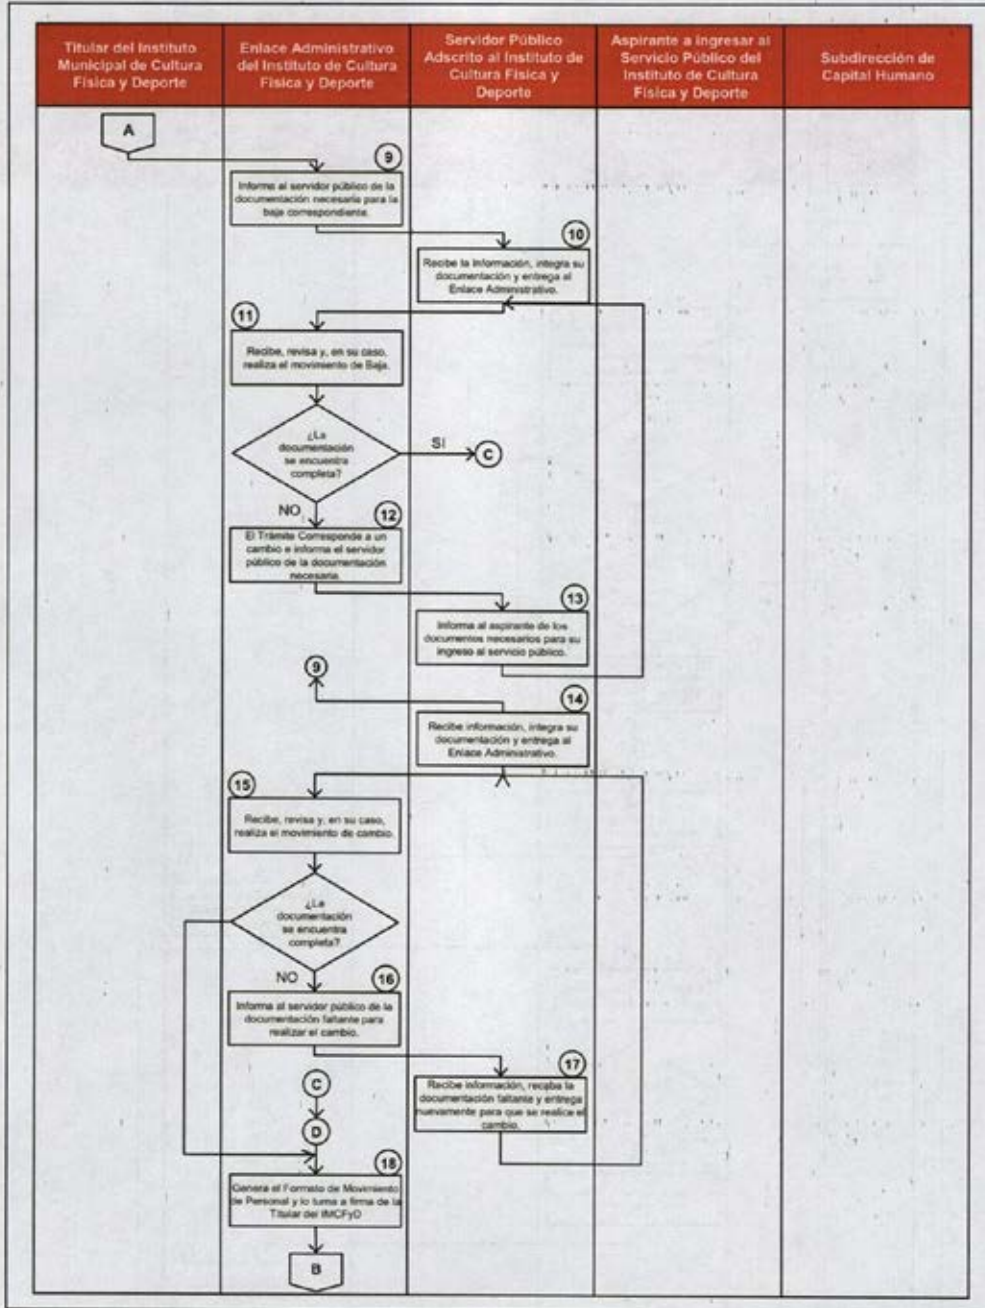 Titular del Instituto
Municipal de Cultura
Física y Deporte
Enlace Administrativo
del Instituto de Cultura
Física y Deporte
Servidor Público
Adscrito al Instituto de
Cultura Física y
Deporte
Aspirante a ingresar al
Servicio Público del
Instituto de Cultura
Física y Deporte
Subdirección de
Capital Humano
A
9
Informa al servidor público de la
documentación necesaria para la
baja correspondiente.
10
Recibe la Información, integra su
documentación y entrega al
Enlace Administrativo.
11
Recibe, revisa y, en su caso,
realiza el movimiento de Baja.
¿La
documentación
se encuentra
completa?
SI
C
NO
12
El Trámite Corresponde a un
cambio e informa el servidor
público de la documentación
necesaria.
13
Informa al aspirante de los
documentos necesarios para su
ingreso al servicio público.
9
14
Recibe información, integra su
documentación y entrega al
Enlace Administrativo.
15
Recibe, revisa y, en su caso,
realiza el movimiento de cambio.
¿La
documentación
se encuentra
completa?
NO
16
Informa al servidor público de la
documentación faltante para
realizar el cambio.
17
Recibe información, recaba la
documentación faltante y entrega
nuevamente para que se realice el
cambio.
C
D
18
Genera el Formato de Movimiento
de Personal y lo turna a firma de la
Titular del IMCFyD
B